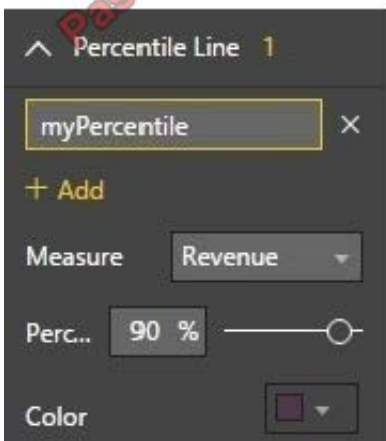 Percentile Line 1
myPercentile
+ Add
Measure Revenue
Perc... 90 %
Color